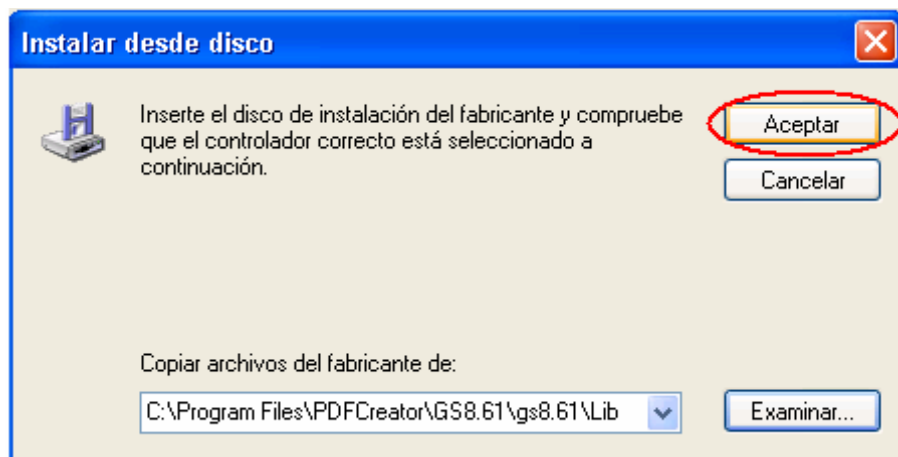 Instalar desde disco
Inserte el disco de instalación del fabricante y compruebe
que el controlador correcto está seleccionado a
continuación.
Aceptar
Cancelar
Copiar archivos del fabricante de:
C:\Program Files\PDFCreator\GS8.61\gs8.61\Lib
Examinar...